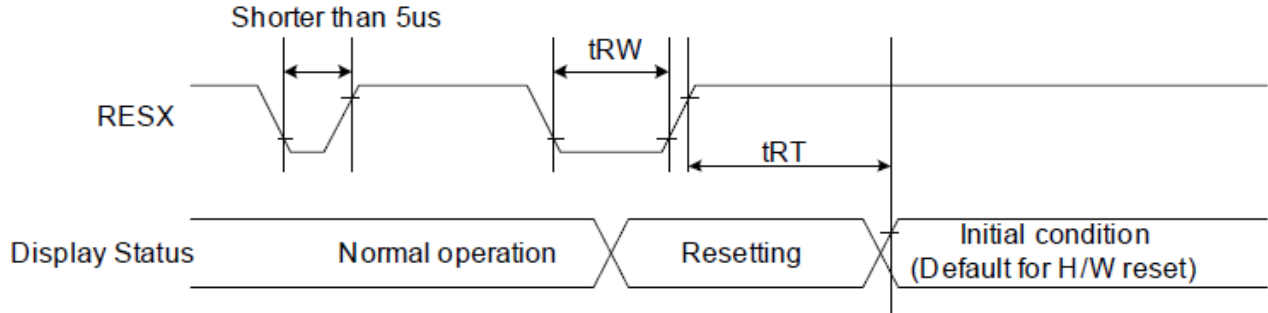 Shorter than 5us
tRW
RESX
tRT
Display Status
Normal operation
Resetting
Initial condition
(Default for H/W reset)